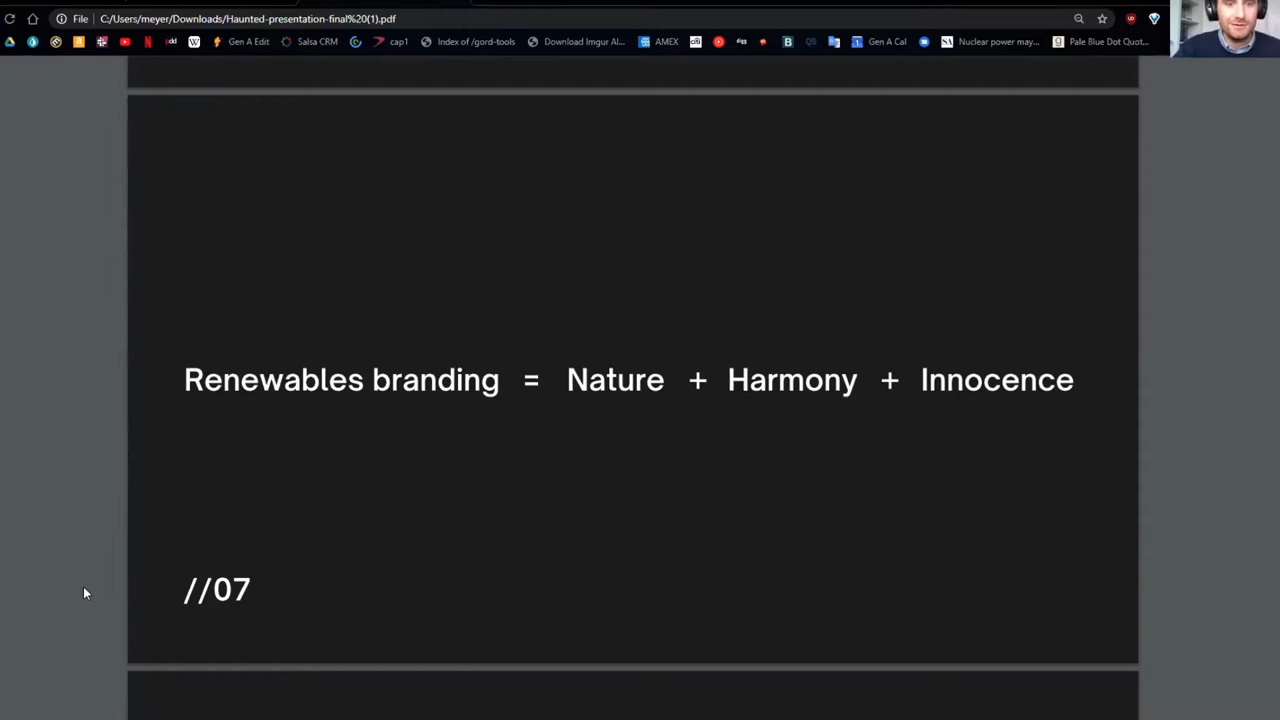 File C:/Users/meyer/Downloads/Haunted-presentation-final%20(1).pdf
Gen A Edit Salsa CRM cap1 Index of /gord-tools Download Imgur Al... AMEX Gen A Cal Nuclear power may... Pale Blue Dot Quot...
Renewables branding = Nature + Harmony + Innocence
//07